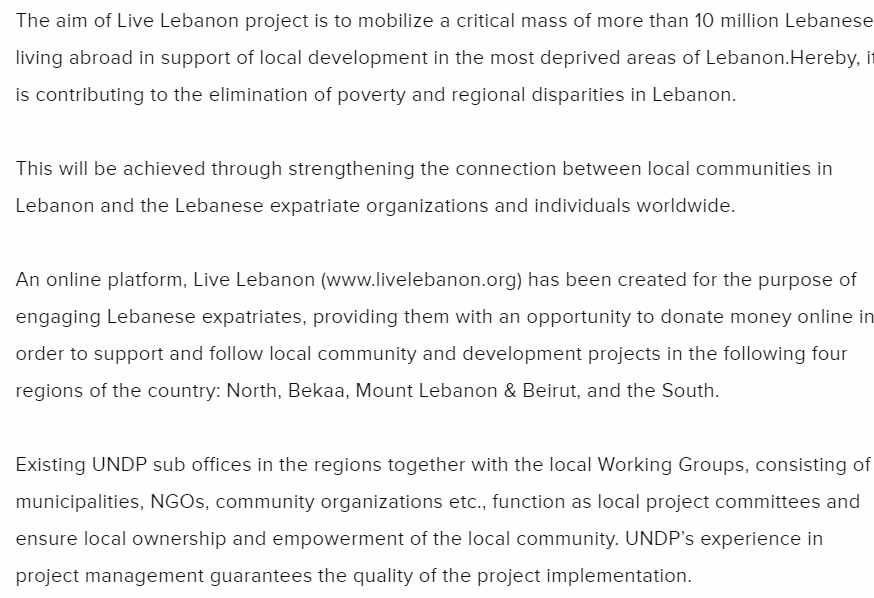 The aim of Live Lebanon project is to mobilize a critical mass of more than 10 million Lebanese
living abroad in support of local development in the most deprived areas of Lebanon.Hereby, it
is contributing to the elimination of poverty and regional disparities in Lebanon.
This will be achieved through strengthening the connection between local communities in
Lebanon and the Lebanese expatriate organizations and individuals worldwide.
An online platform, Live Lebanon (www.livelebanon.org) has been created for the purpose of
engaging Lebanese expatriates, providing them with an opportunity to donate money online in
order to support and follow local community and development projects in the following four
regions of the country: North, Bekaa, Mount Lebanon & Beirut, and the South.
Existing UNDP sub offices in the regions together with the local Working Groups, consisting of
municipalities, NGOs, community organizations etc., function as local project committees and
ensure local ownership and empowerment of the local community. UNDP’s experience in
project management guarantees the quality of the project implementation.